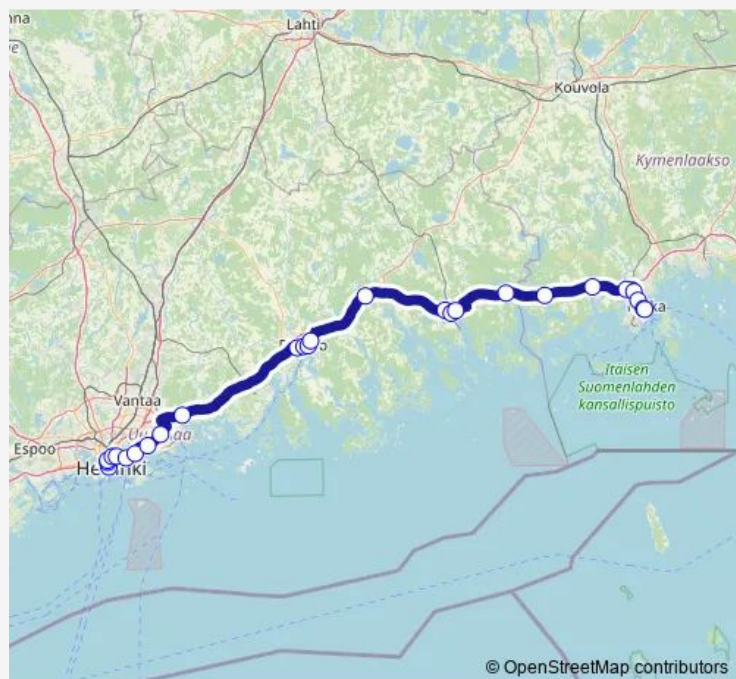 Lahti
Kouvola
Kymenlaakso
Itäisen
Suomenlahden
kansallispuisto
Vantaa
Espoo
© OpenStreetMap contributors